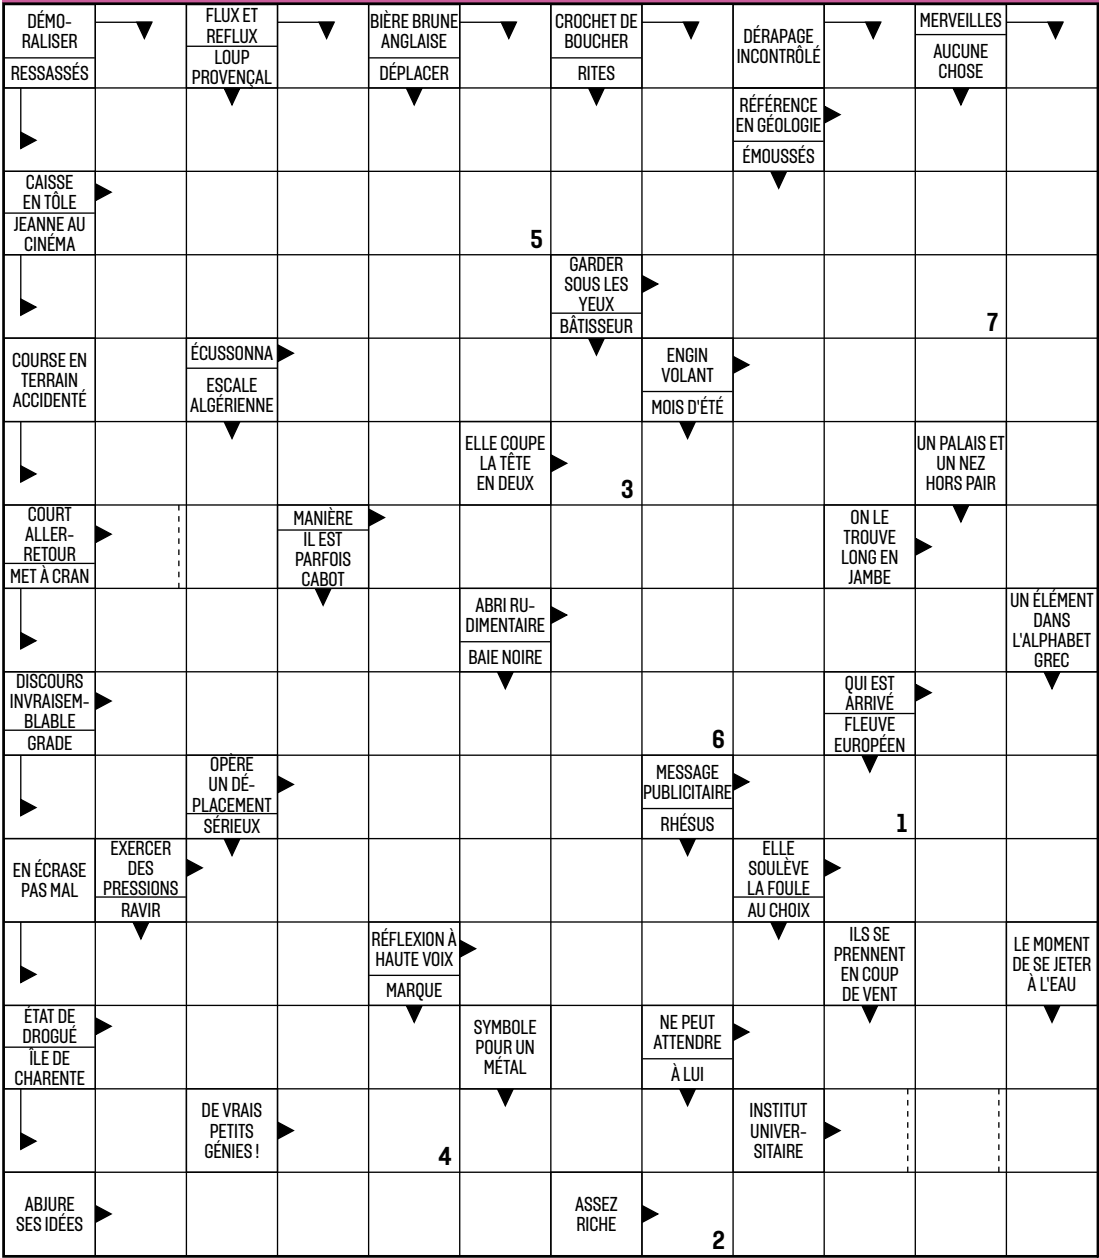 DÉMO-
RALISER
RESSASSÉS
FLUX ET
REFLUX
LOUP
PROVENÇAL
BIÈRE BRUNE
ANGLAISE
DÉPLACER
CROCHET DE
BOUCHER
RITES
DÉRAPAGE
INCONTRÔLÉ
MERVEILLES
AUCUNE
CHOSE
RÉFÉRENCE
EN GÉOLOGIE
ÉMOUSSÉS
CAISSE
EN TÔLE
JEANNE AU
CINÉMA
5
GARDER
SOUS LES
YEUX
BÂTISSEUR
7
COURSE EN
TERRAIN
ACCIDENTÉ
ÉCUSSONNA
ESCALE
ALGÉRIENNE
ENGIN
VOLANT
MOIS D'ÉTÉ
ELLE COUPE
LA TÊTE
EN DEUX
3
UN PALAIS ET
UN NEZ
HORS PAIR
COURT
ALLER-
RETOUR
MET À CRAN
MANIÈRE
IL EST
PARFOIS
CABOT
ON LE
TROUVE
LONG EN
JAMBE
ABRI RU-
DIMENTAIRE
BAIE NOIRE
UN ÉLÉMENT
DANS
L'ALPHABET
GREC
DISCOURS
INVRAISEM-
BLABLE
GRADE
6
QUI EST
ARRIVÉ
FLEUVE
EUROPÉEN
OPÈRE
UN DÉ-
PLACEMENT
SÉRIEUX
MESSAGE
PUBLICITAIRE
RHÉSUS
1
EN ÉCRASE
PAS MAL
EXERCER
DES
PRESSIONS
RAVIR
ELLE
SOULÈVE
LA FOULE
AU CHOIX
RÉFLEXION À
HAUTE VOIX
MARQUE
ILS SE
PRENNENT
EN COUP
DE VENT
LE MOMENT
DE SE JETER
À L'EAU
ÉTAT DE
DROGUÉ
ÎLE DE
CHARENTE
SYMBOLE
POUR UN
MÉTAL
NE PEUT
ATTENDRE
À LUI
DE VRAIS
PETITS
GÉNIES !
4
INSTITUT
UNIVER-
SITAIRE
ABJURE
SES IDÉES
ASSEZ
RICHE
2